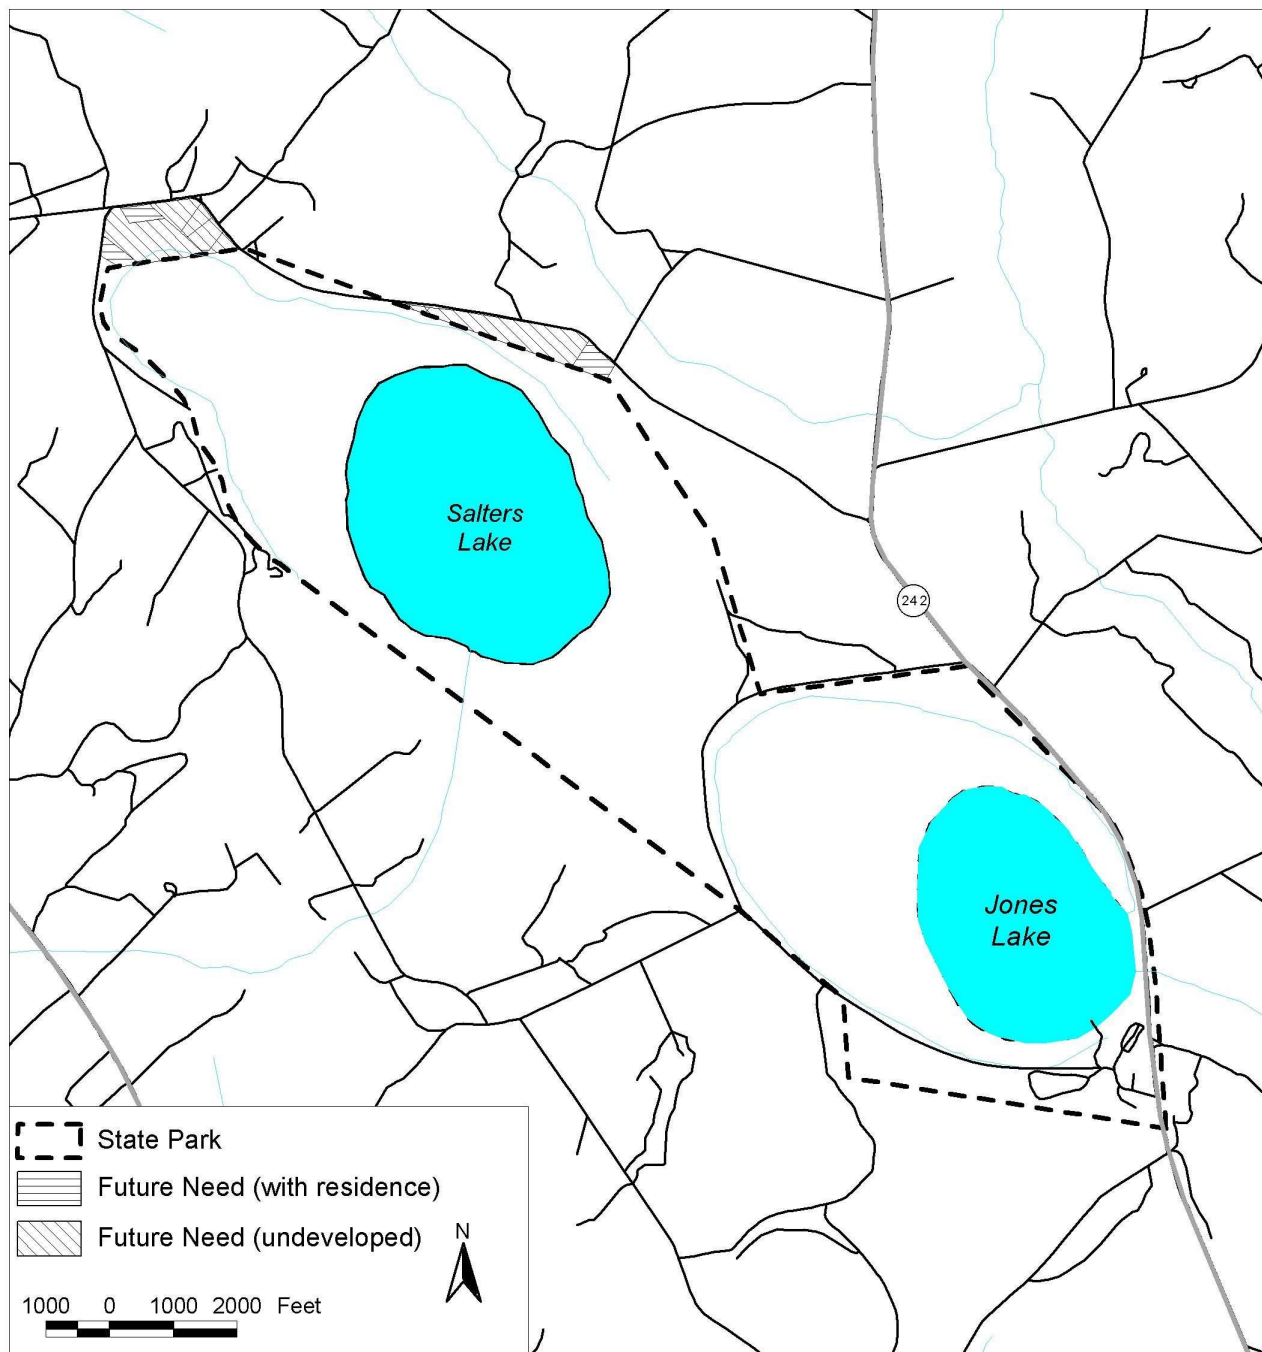 Salters
Lake
242
Jones
Lake
State Park
Future Need (with residence)
Future Need (undeveloped)
N
1000 0 1000 2000 Feet